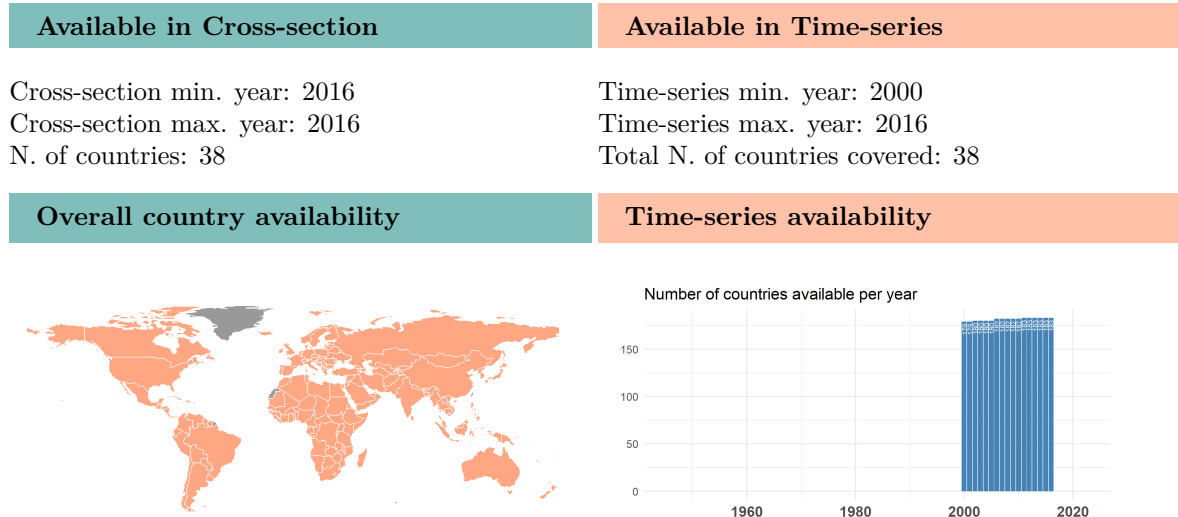 Available in Cross-section
Available in Time-series
Cross-section min. year: 2016
Cross-section max. year: 2016
N. of countries: 38
Time-series min. year: 2000
Time-series max. year: 2016
Total N. of countries covered: 38
Overall country availability
Time-series availability
Number of countries available per year
150
100
50
0
1960
1980
2000
2020